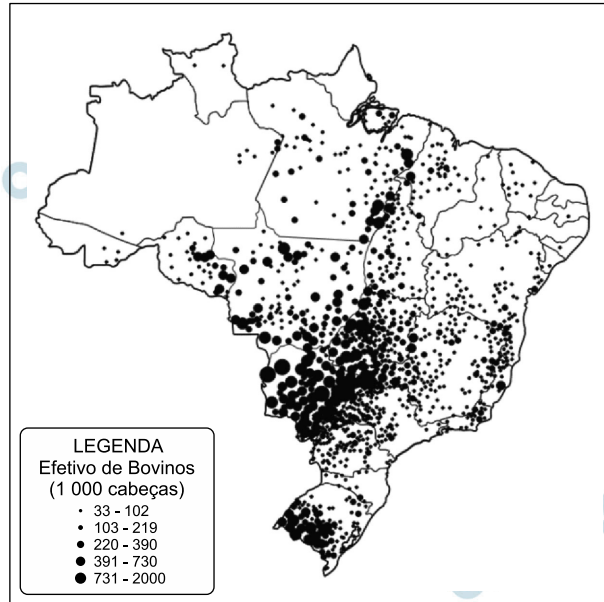 LEGENDA
Efetivo de Bovinos
(1 000 cabeças)
33 - 102
103 - 219
220 - 390
391 - 730
731 - 2000